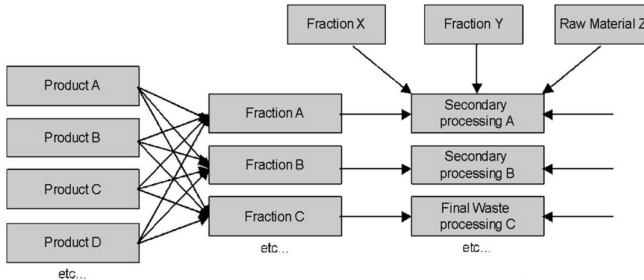 Fraction X
Fraction Y
Raw Material Z
Product A
Product B
Product C
Product D
etc...
Fraction A
Fraction B
Fraction C
etc...
Secondary
processing A
Secondary
processing B
Final Waste
processing C
etc...